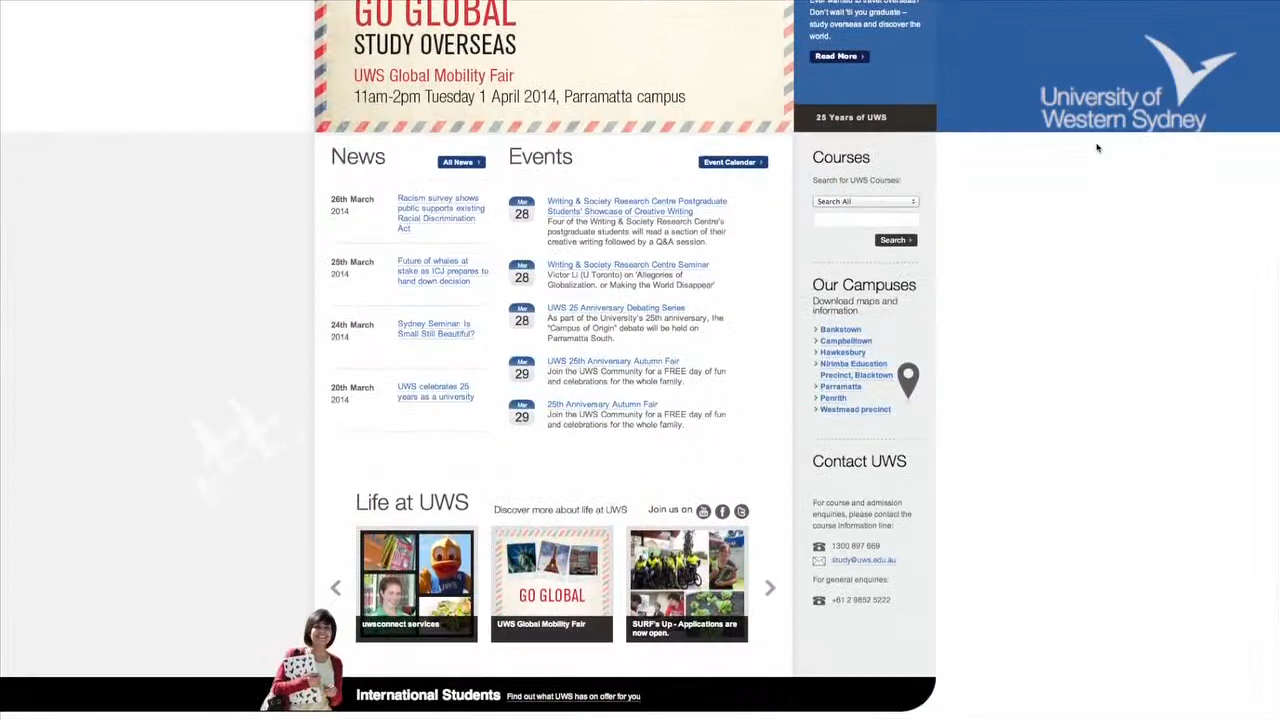 GO GLOBAL
STUDY OVERSEAS
UWS Global Mobility Fair
11am-2pm Tuesday 1 April 2014, Parramatta campus
Don't wait 'til you graduate –
study overseas and discover the
world.
Read More ›
25 Years of UWS
University of
Western Sydney
News
All News ›
26th March
2014
Racism survey shows
public supports existing
Racial Discrimination
Act
25th March
2014
Future of whales at
stake as ICJ prepares to
hand down decision
24th March
2014
Sydney Seminar: Is
Small Still Beautiful?
20th March
2014
UWS celebrates 25
years as a university
Events
Event Calendar ›
Mar
28
Writing & Society Research Centre Postgraduate
Students' Showcase of Creative Writing
Four of the Writing & Society Research Centre's
postgraduate students will read a section of their
creative writing followed by a Q&A session.
Mar
28
Writing & Society Research Centre Seminar
Victor Li (U Toronto) on 'Allegories of
Globalization, or Making the World Disappear'
Mar
28
UWS 25 Anniversary Debating Series
As part of the University's 25th anniversary, the
"Campus of Origin" debate will be held on
Parramatta South.
Mar
29
UWS 25th Anniversary Autumn Fair
Join the UWS Community for a FREE day of fun
and celebrations for the whole family.
Mar
29
25th Anniversary Autumn Fair
Join the UWS Community for a FREE day of fun
and celebrations for the whole family.
Courses
Search for UWS Courses:
Search All
Search ›
Our Campuses
Download maps and
information
› Bankstown
› Campbelltown
› Hawkesbury
› Nirimba Education
Precinct, Blacktown
› Parramatta
› Penrith
› Westmead precinct
Contact UWS
For course and admission
enquiries, please contact the
course information line:
1300 897 669
study@uws.edu.au
For general enquiries:
+61 2 9852 5222
Life at UWS
Discover more about life at UWS
Join us on
UWS
uwsconnect services
GO GLOBAL
UWS Global Mobility Fair
SURF's Up - Applications are
now open.
International Students
Find out what UWS has on offer for you